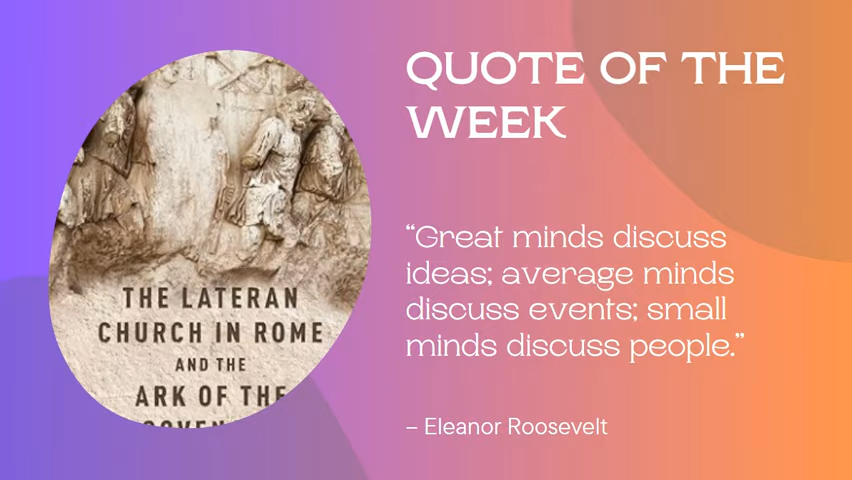 THE LATERAN
CHURCH IN ROME
AND THE
ARK OF THE
QUOTE OF THE
WEEK
“Great minds discuss
ideas; average minds
discuss events; small
minds discuss people.”
– Eleanor Roosevelt